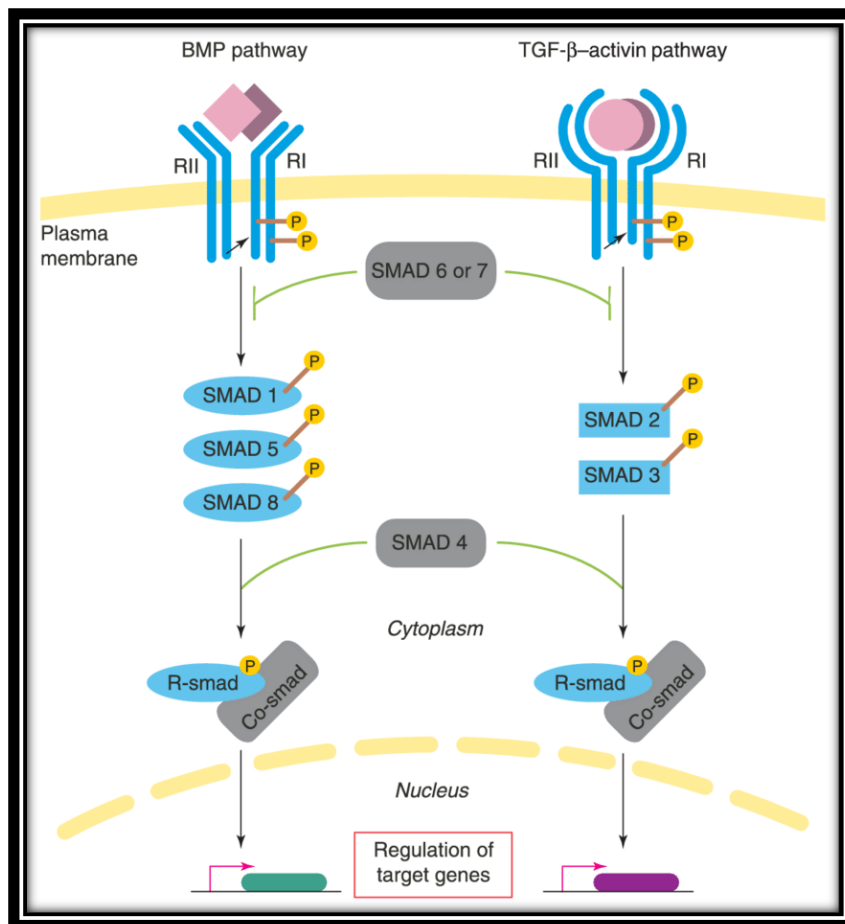 BMP pathway
TGF-β–activin pathway
RII
RI
RII
RI
P
P
P
P
Plasma
membrane
SMAD 6 or 7
P
SMAD 1
P
SMAD 5
P
SMAD 8
P
SMAD 2
P
SMAD 3
SMAD 4
Cytoplasm
P
R-smad
Co-smad
P
R-smad
Co-smad
Nucleus
Regulation of
target genes